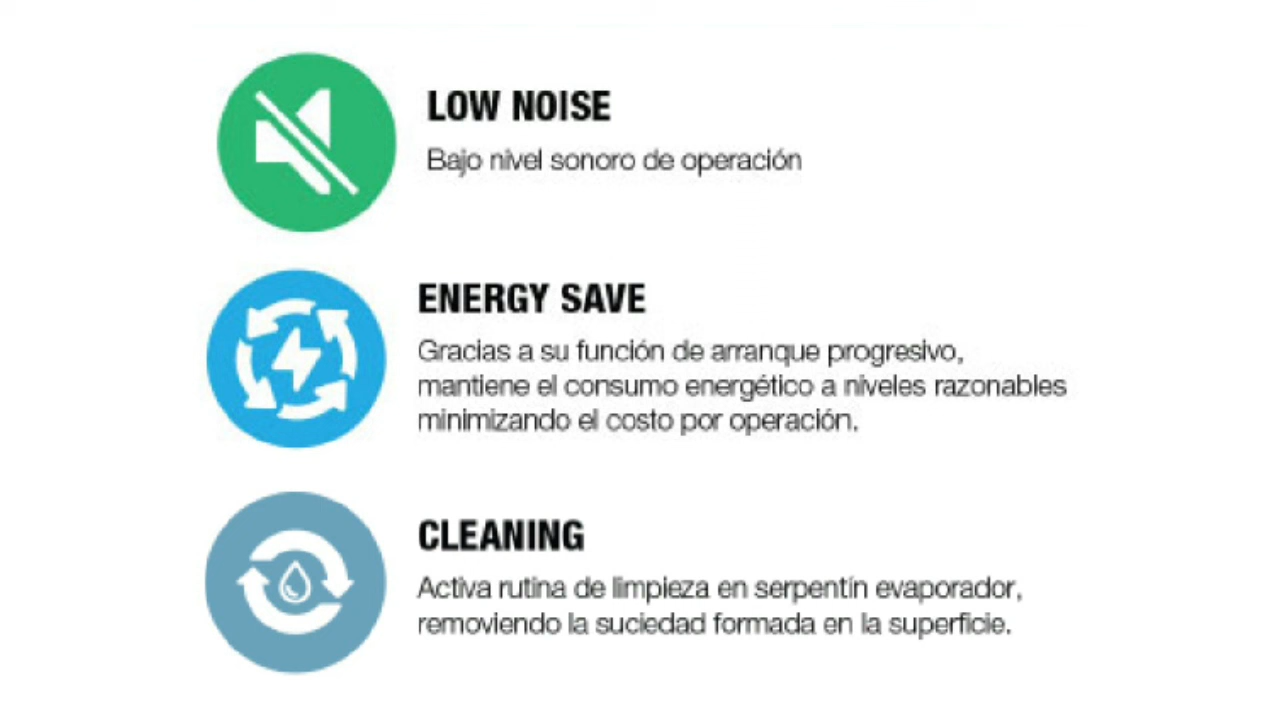 LOW NOISE
Bajo nivel sonoro de operación
ENERGY SAVE
Gracias a su función de arranque progresivo,
mantiene el consumo energético a niveles razonables
minimizando el costo por operación.
CLEANING
Activa rutina de limpieza en serpentín evaporador,
removiendo la suciedad formada en la superficie.